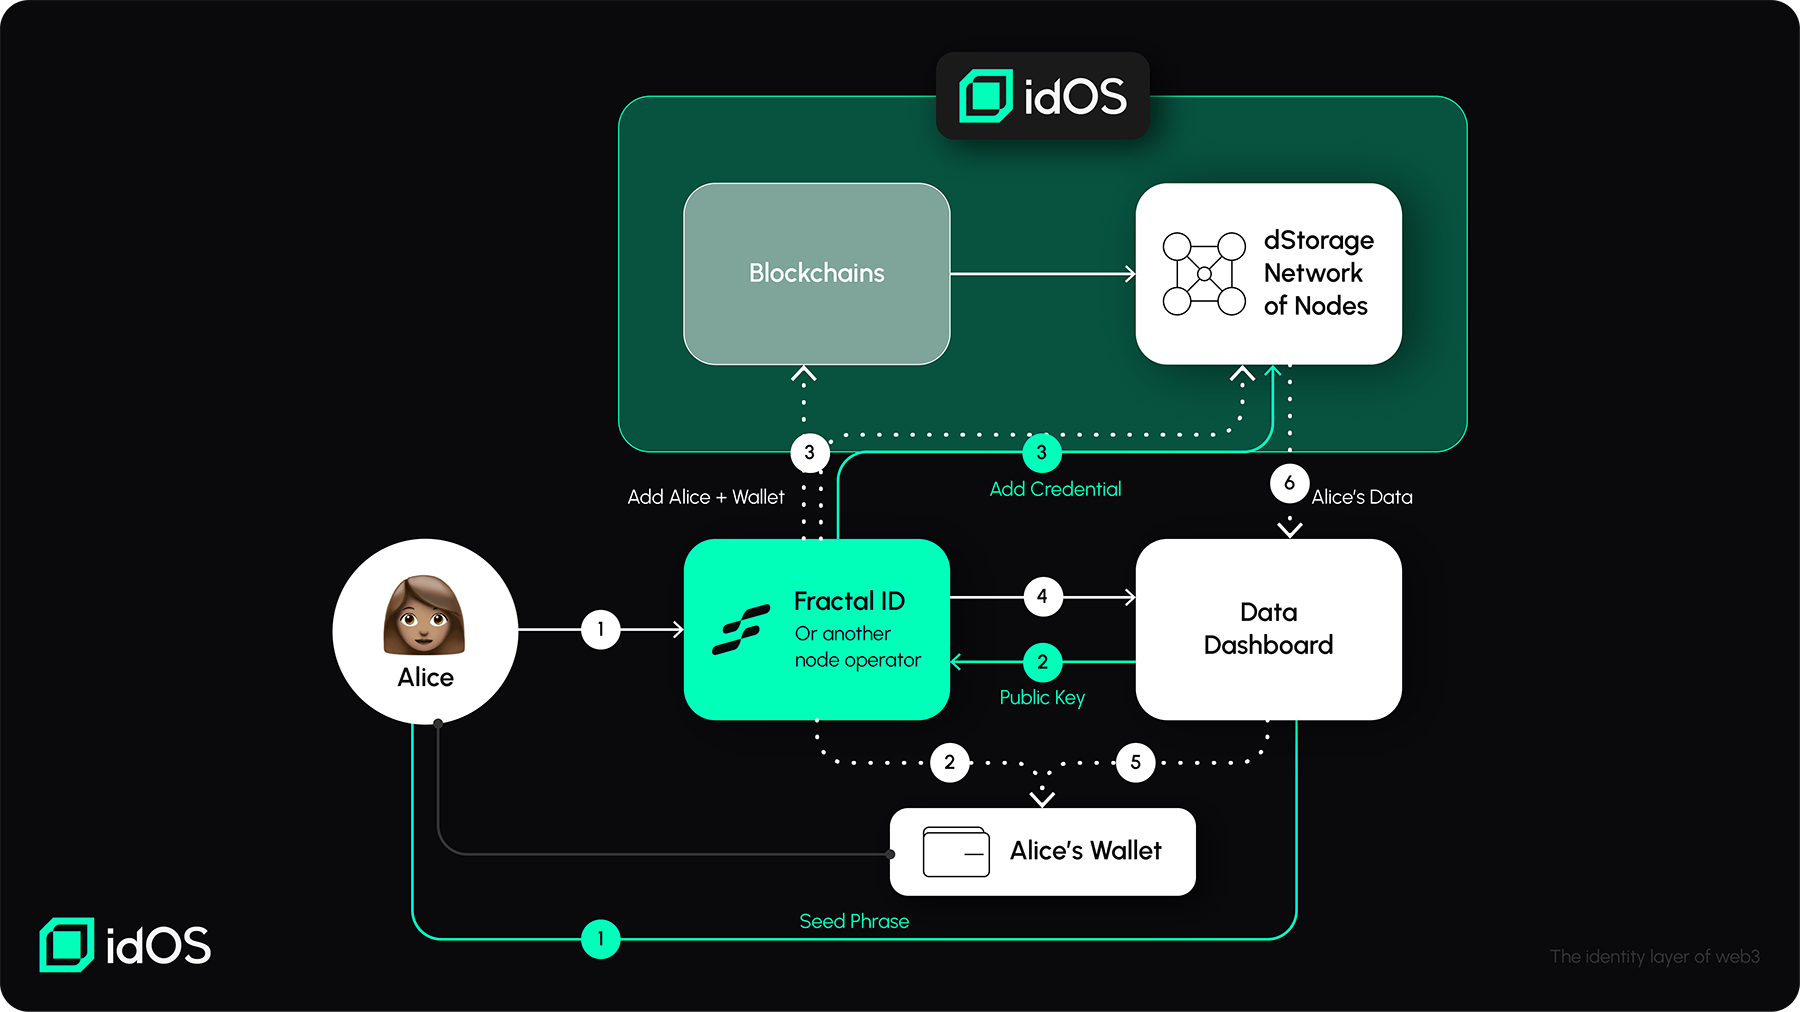 idOS
Blockchains
dStorage
Network
of Nodes
3
3
Add Credential
6
Add Alice + Wallet
Alice's Data
Alice
1
Fractal ID
Or another
node operator
4
2
Public Key
Data
Dashboard
2
5
Alice's Wallet
Seed Phrase
1
idOS
The identity layer of web3